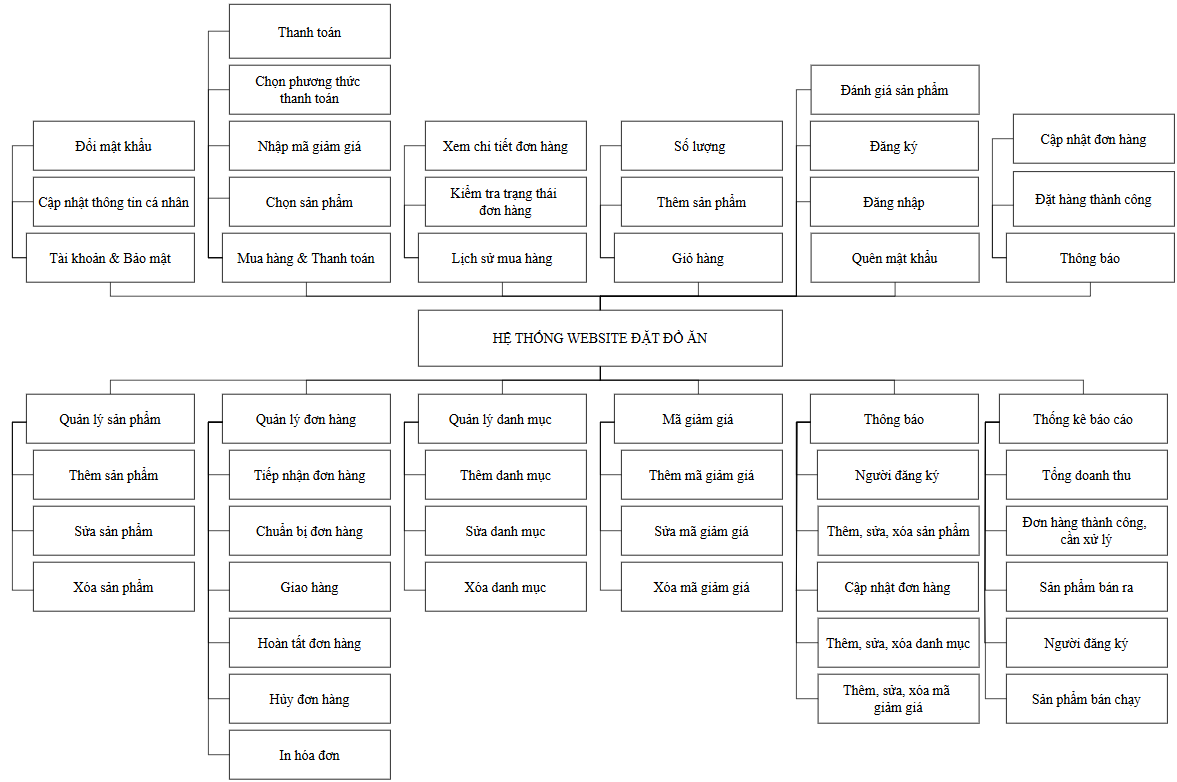 Thanh toán
Chọn phương thức
thanh toán
Đánh giá sản phẩm
Đổi mật khẩu
Nhập mã giảm giá
Xem chi tiết đơn hàng
Số lượng
Đăng ký
Cập nhật đơn hàng
Cập nhật thông tin cá nhân
Chọn sản phẩm
Kiểm tra trạng thái
đơn hàng
Thêm sản phẩm
Đăng nhập
Đặt hàng thành công
Tài khoản & Bảo mật
Mua hàng & Thanh toán
Lịch sử mua hàng
Giỏ hàng
Quên mật khẩu
Thông báo
HỆ THỐNG WEBSITE ĐẶT ĐỒ ĂN
Quản lý sản phẩm
Quản lý đơn hàng
Quản lý danh mục
Mã giảm giá
Thông báo
Thống kê báo cáo
Thêm sản phẩm
Tiếp nhận đơn hàng
Thêm danh mục
Thêm mã giảm giá
Người đăng ký
Tổng doanh thu
Sửa sản phẩm
Chuẩn bị đơn hàng
Sửa danh mục
Sửa mã giảm giá
Thêm, sửa, xóa sản phẩm
Đơn hàng thành công,
cần xử lý
Xóa sản phẩm
Giao hàng
Xóa danh mục
Xóa mã giảm giá
Cập nhật đơn hàng
Sản phẩm bán ra
Hoàn tất đơn hàng
Thêm, sửa, xóa danh mục
Người đăng ký
Hủy đơn hàng
Thêm, sửa, xóa mã
giảm giá
Sản phẩm bán chạy
In hóa đơn